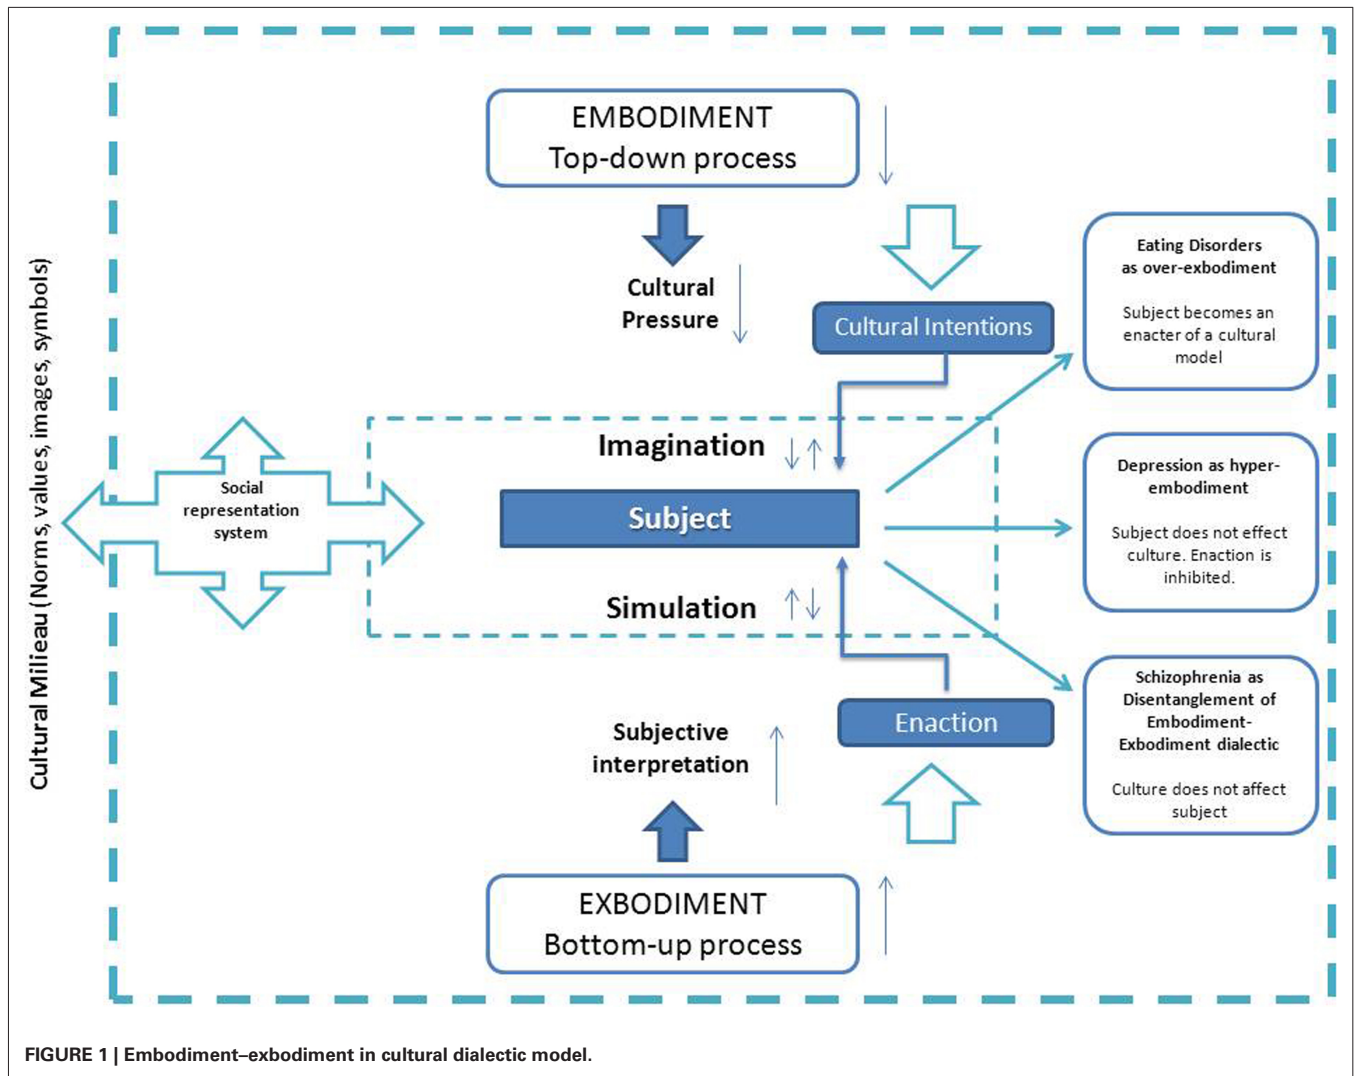 Cultural Milieau (Norms, values, images, symbols)
EMBODIMENT
Top-down process
Cultural
Pressure
Cultural Intentions
Imagination
Social
representation
system
Subject
Simulation
Subjective
interpretation
Enaction
EXBODIMENT
Bottom-up process
Eating Disorders
as over-exbodiment
Subject becomes an
enacter of a cultural
model
Depression as hyper-
embodiment
Subject does not effect
culture. Enaction is
inhibited.
Schizophrenia as
Disentanglement of
Embodiment-
Exbodiment dialectic
Culture does not affect
subject
FIGURE 1 | Embodiment–exbodiment in cultural dialectic model.